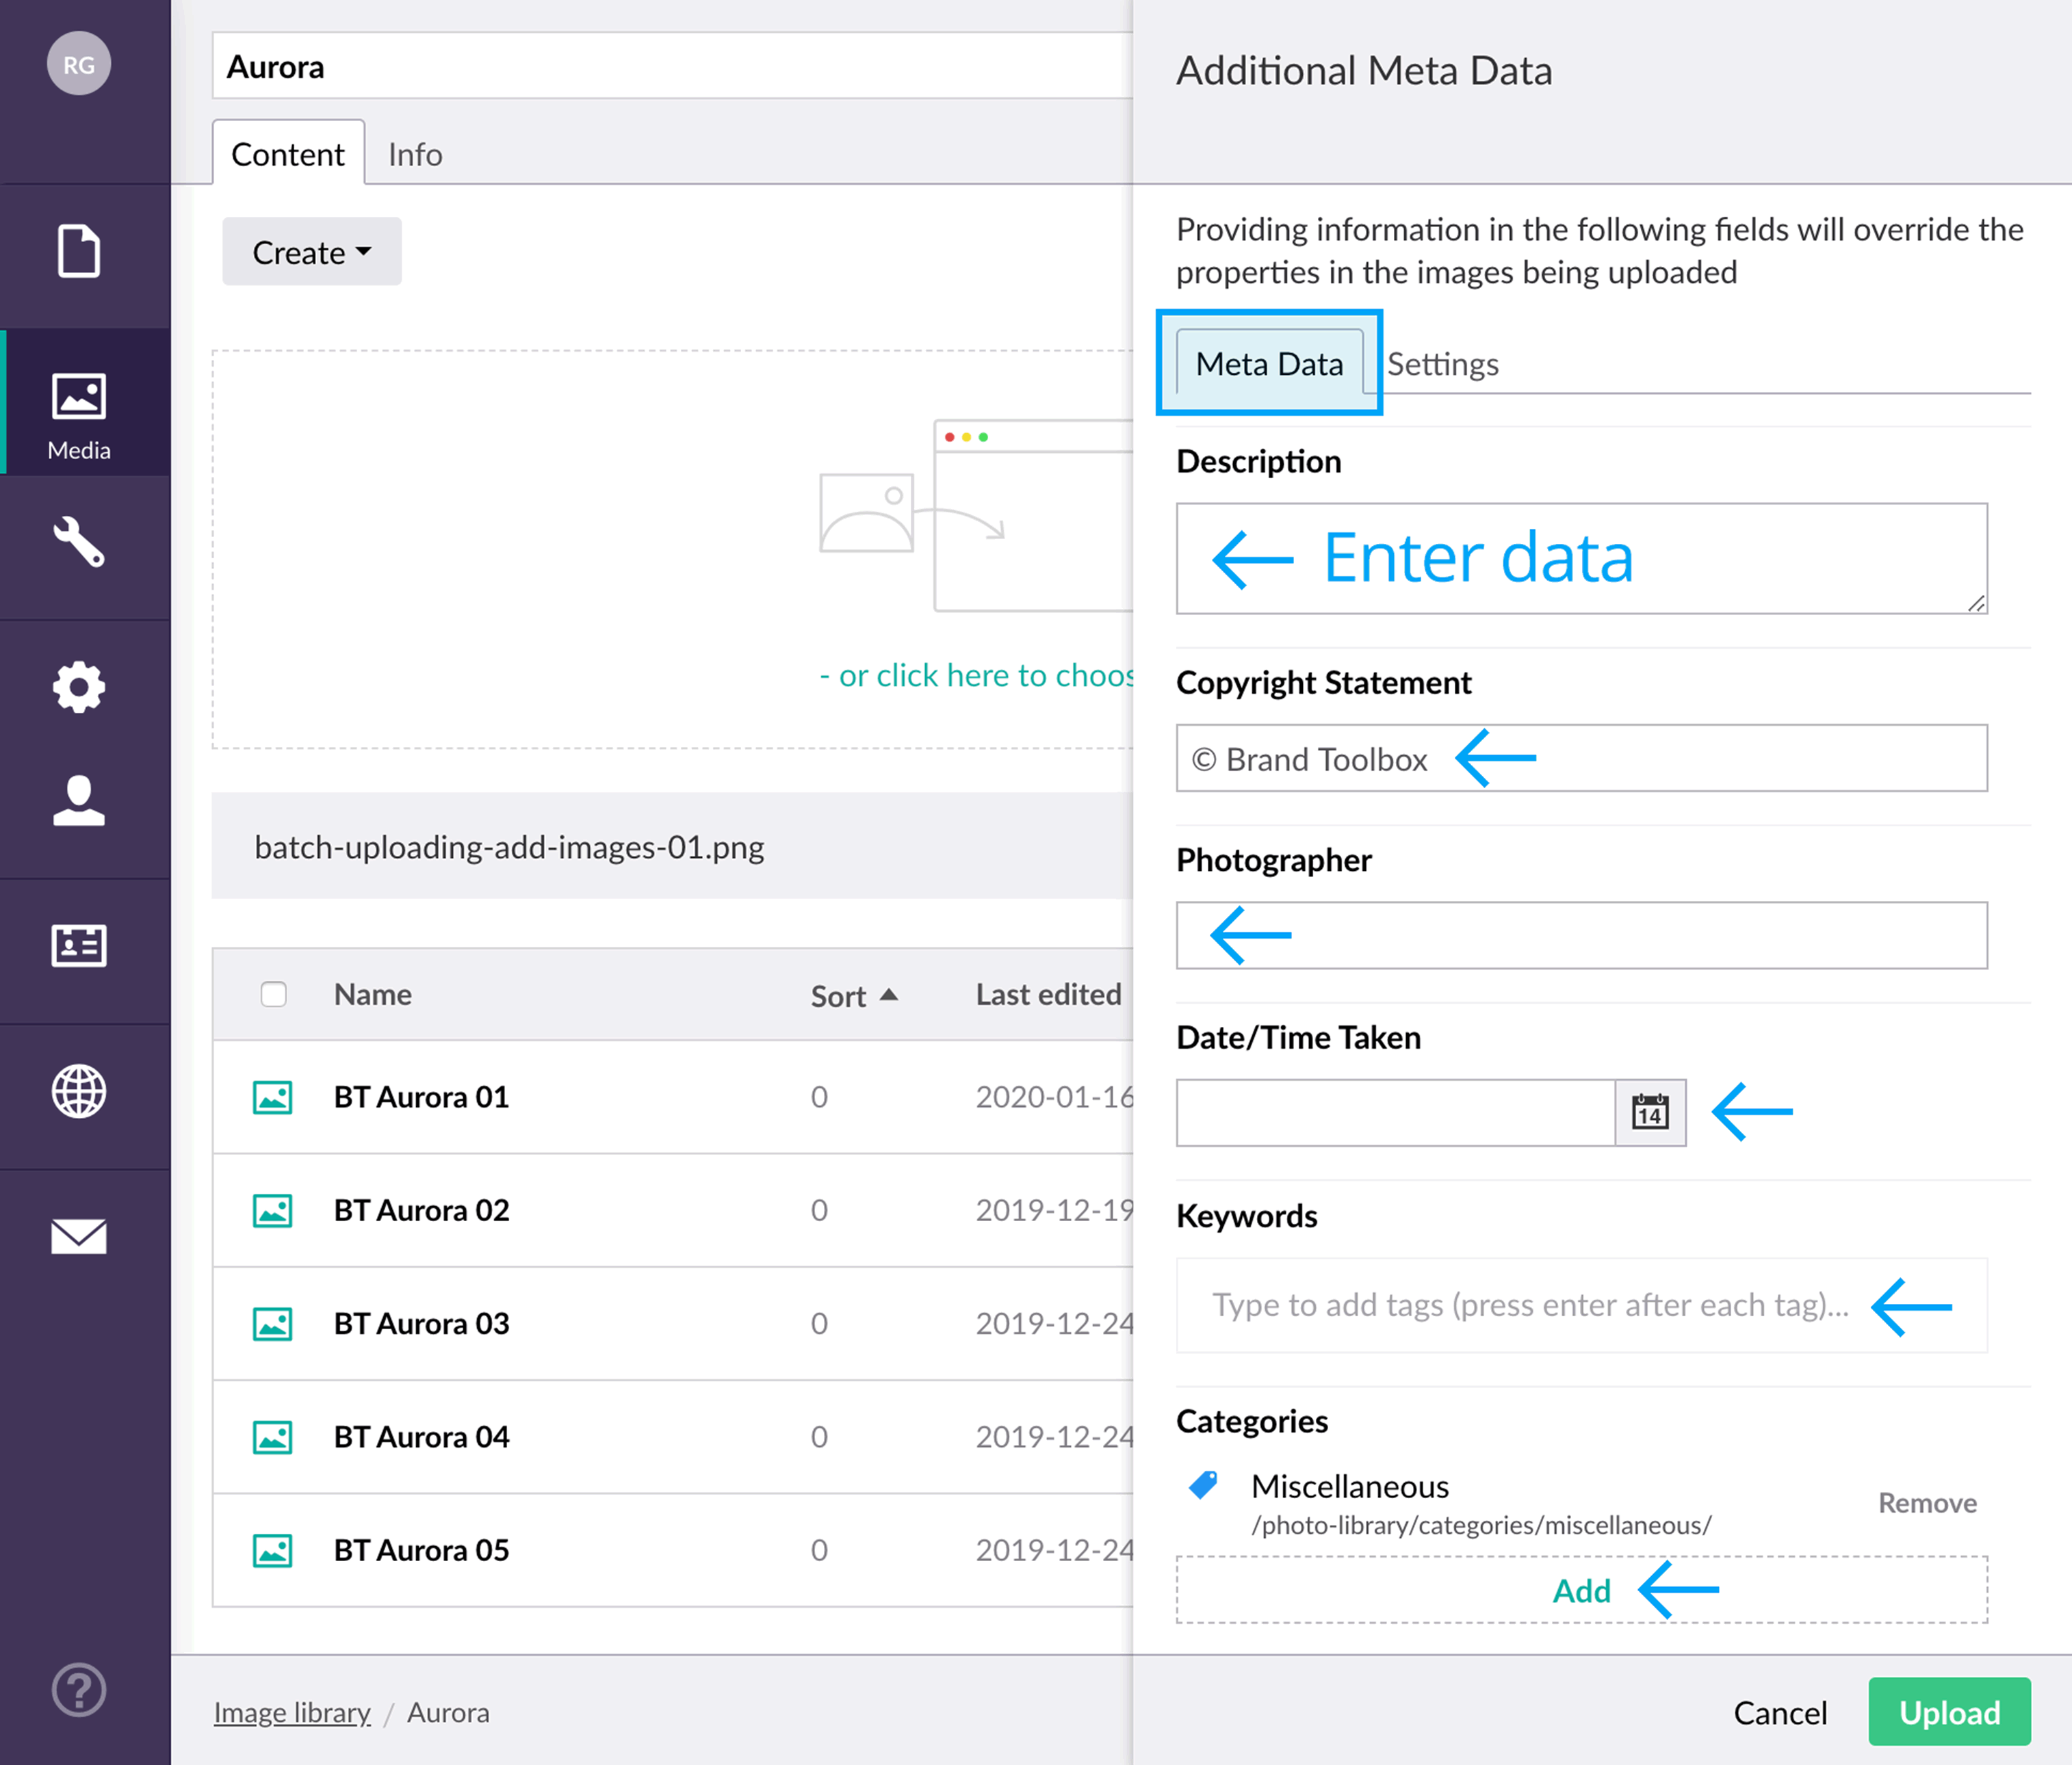 RG
Media
Aurora
Content Info
Create
- or click here to choos
batch-uploading-add-images-01.png
Name Sort Last edited
BT Aurora 01 0 2020-01-16
BT Aurora 02 0 2019-12-19
BT Aurora 03 0 2019-12-24
BT Aurora 04 0 2019-12-24
BT Aurora 05 0 2019-12-24
Image library / Aurora
Additional Meta Data
Providing information in the following fields will override the
properties in the images being uploaded
Meta Data Settings
Description
Enter data
Copyright Statement
© Brand Toolbox
Photographer
Date/Time Taken
14
Keywords
Type to add tags (press enter after each tag)...
Categories
Miscellaneous
/photo-library/categories/miscellaneous/
Remove
Add
Cancel Upload